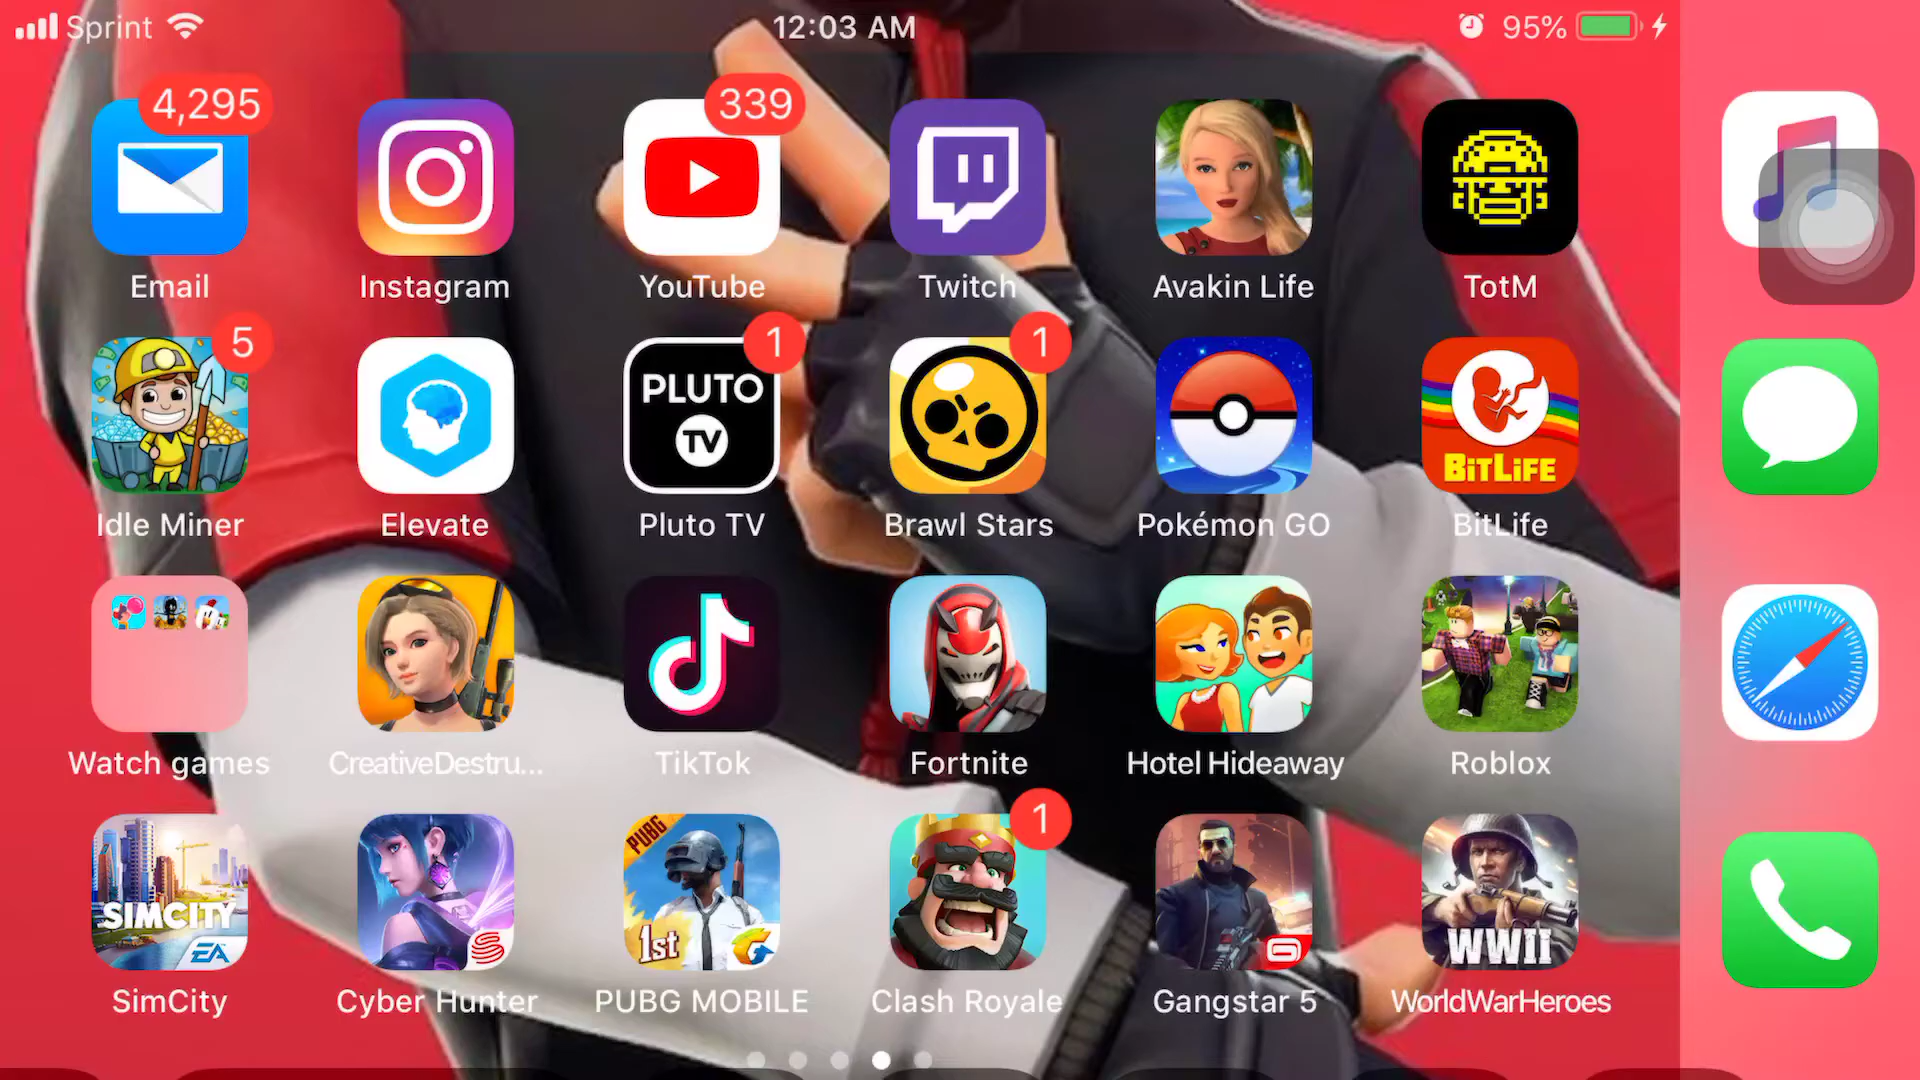 Sprint 12:03 AM 95%
4,295 339
Email Instagram YouTube Twitch Avakin Life TotM
5 1 1
PLUTO TV BiTLiFE
Idle Miner Elevate Pluto TV Brawl Stars Pokémon GO BitLife
Watch games CreativeDestru... TikTok Fortnite Hotel Hideaway Roblox
1
PUBG
SIMCITY EA 1st WWII
SimCity Cyber Hunter PUBG MOBILE Clash Royale Gangstar 5 WorldWarHeroes